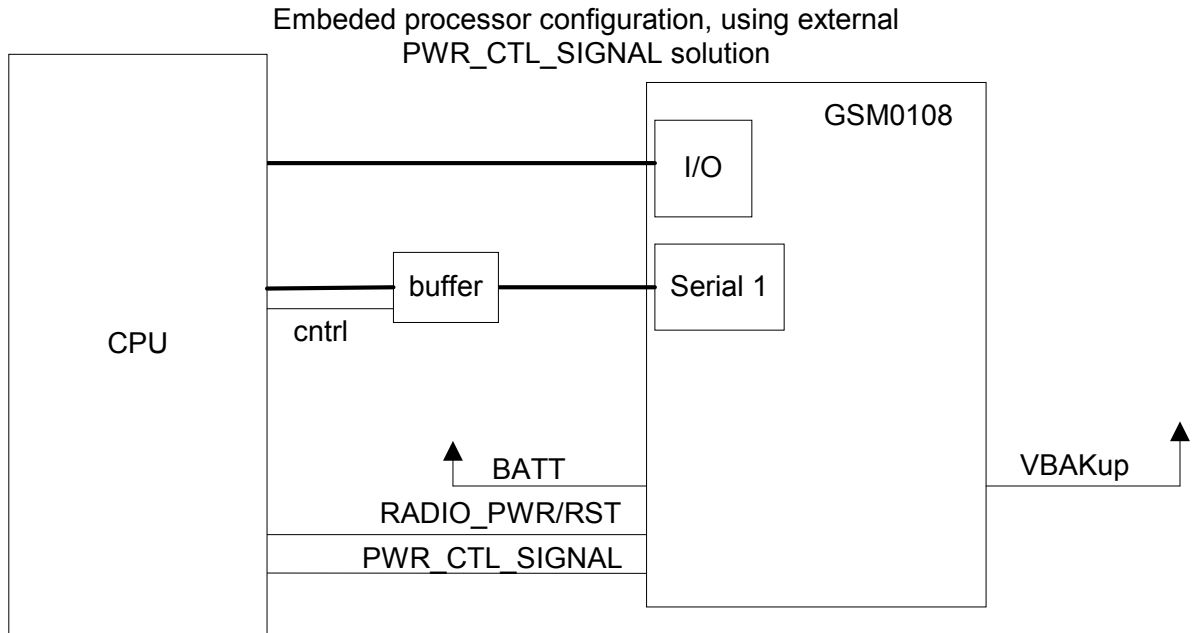 Embeded processor configuration, using external
PWR_CTL_SIGNAL solution
GSM0108
I/O
buffer
Serial 1
cntrl
CPU
BATT
VBAKup
RADIO_PWR/RST
PWR_CTL_SIGNAL